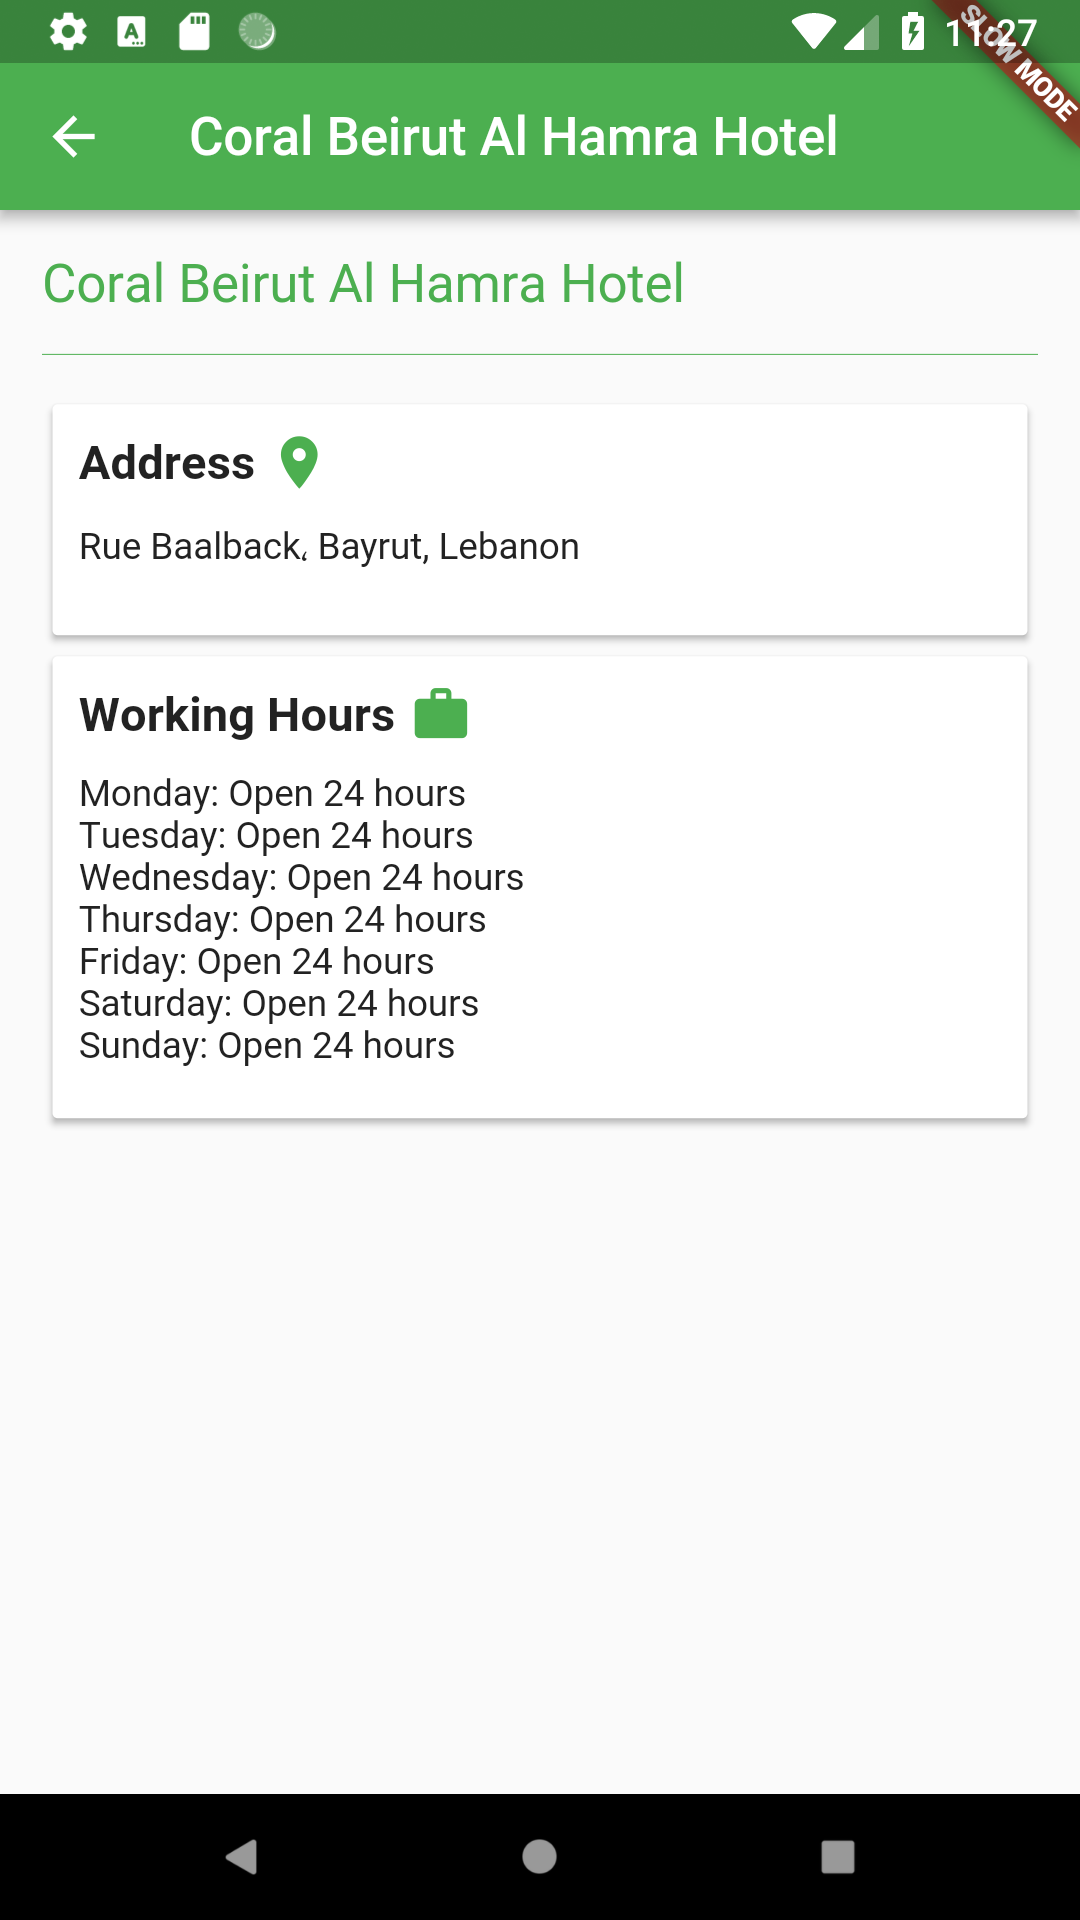 11:27
SLOW MODE
Coral Beirut Al Hamra Hotel
Coral Beirut Al Hamra Hotel
Address
Rue Baalback، Bayrut, Lebanon
Working Hours
Monday: Open 24 hours
Tuesday: Open 24 hours
Wednesday: Open 24 hours
Thursday: Open 24 hours
Friday: Open 24 hours
Saturday: Open 24 hours
Sunday: Open 24 hours